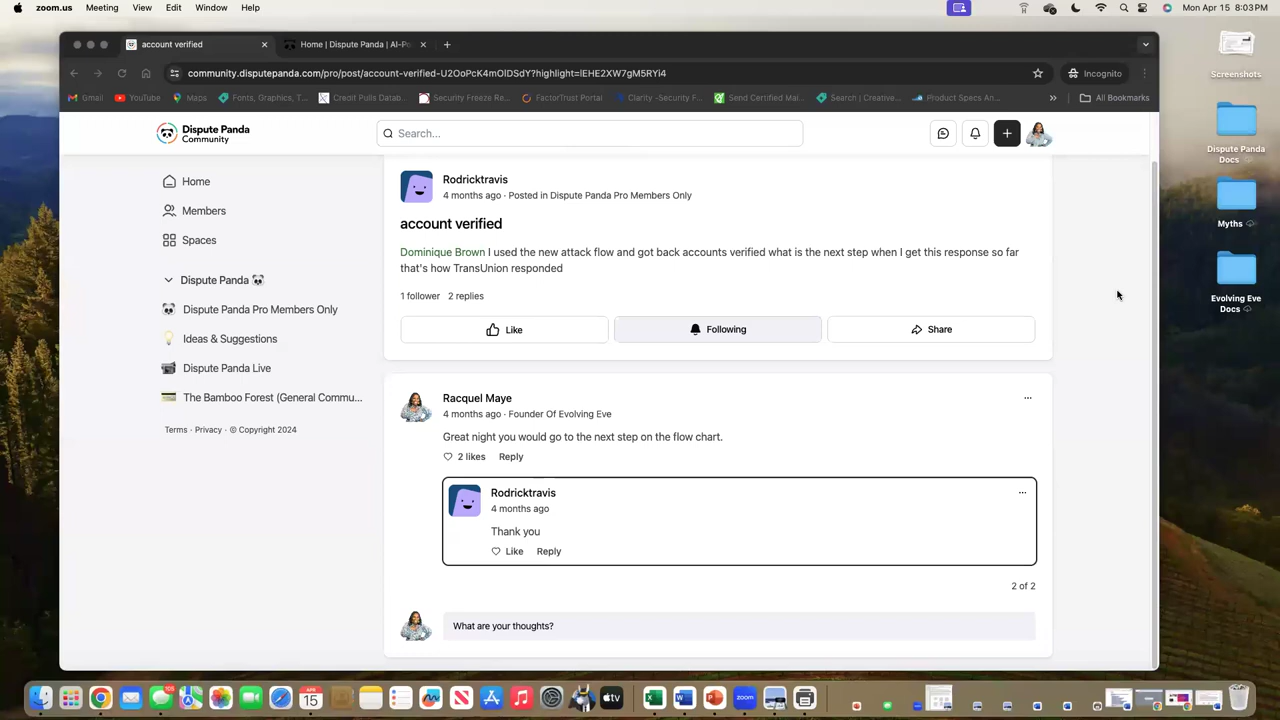 zoom.us Meeting View Edit Window Help
Mon Apr 15 8:03PM
account verified
Home | Dispute Panda | AI-Po
community.disputepanda.com/pro/post/account-verified-U2OoPcK4mOlDSdY?highlight=lEHE2XW7gM5RYi4
Incognito
Gmail YouTube Maps Fonts, Graphics, T... Credit Pulls Datab... Security Freeze Re... FactorTrust Portal Clarity -Security F... Send Certified Mai... Search | Creative... Product Specs An... » All Bookmarks
Dispute Panda
Community
Search...
Home
Members
Spaces
Dispute Panda
Dispute Panda Pro Members Only
Ideas & Suggestions
Dispute Panda Live
The Bamboo Forest (General Commu...
Terms · Privacy · © Copyright 2024
Rodricktravis
4 months ago · Posted in Dispute Panda Pro Members Only
account verified
Dominique Brown I used the new attack flow and got back accounts verified what is the next step when I get this response so far
that's how TransUnion responded
1 follower 2 replies
Like Following Share
Racquel Maye
4 months ago · Founder Of Evolving Eve
Great night you would go to the next step on the flow chart.
2 likes Reply
Rodricktravis
4 months ago
Thank you
Like Reply
2 of 2
What are your thoughts?
Screenshots
Dispute Panda
Docs
Myths
Evolving Eve
Docs
APR
15
tv
zoom